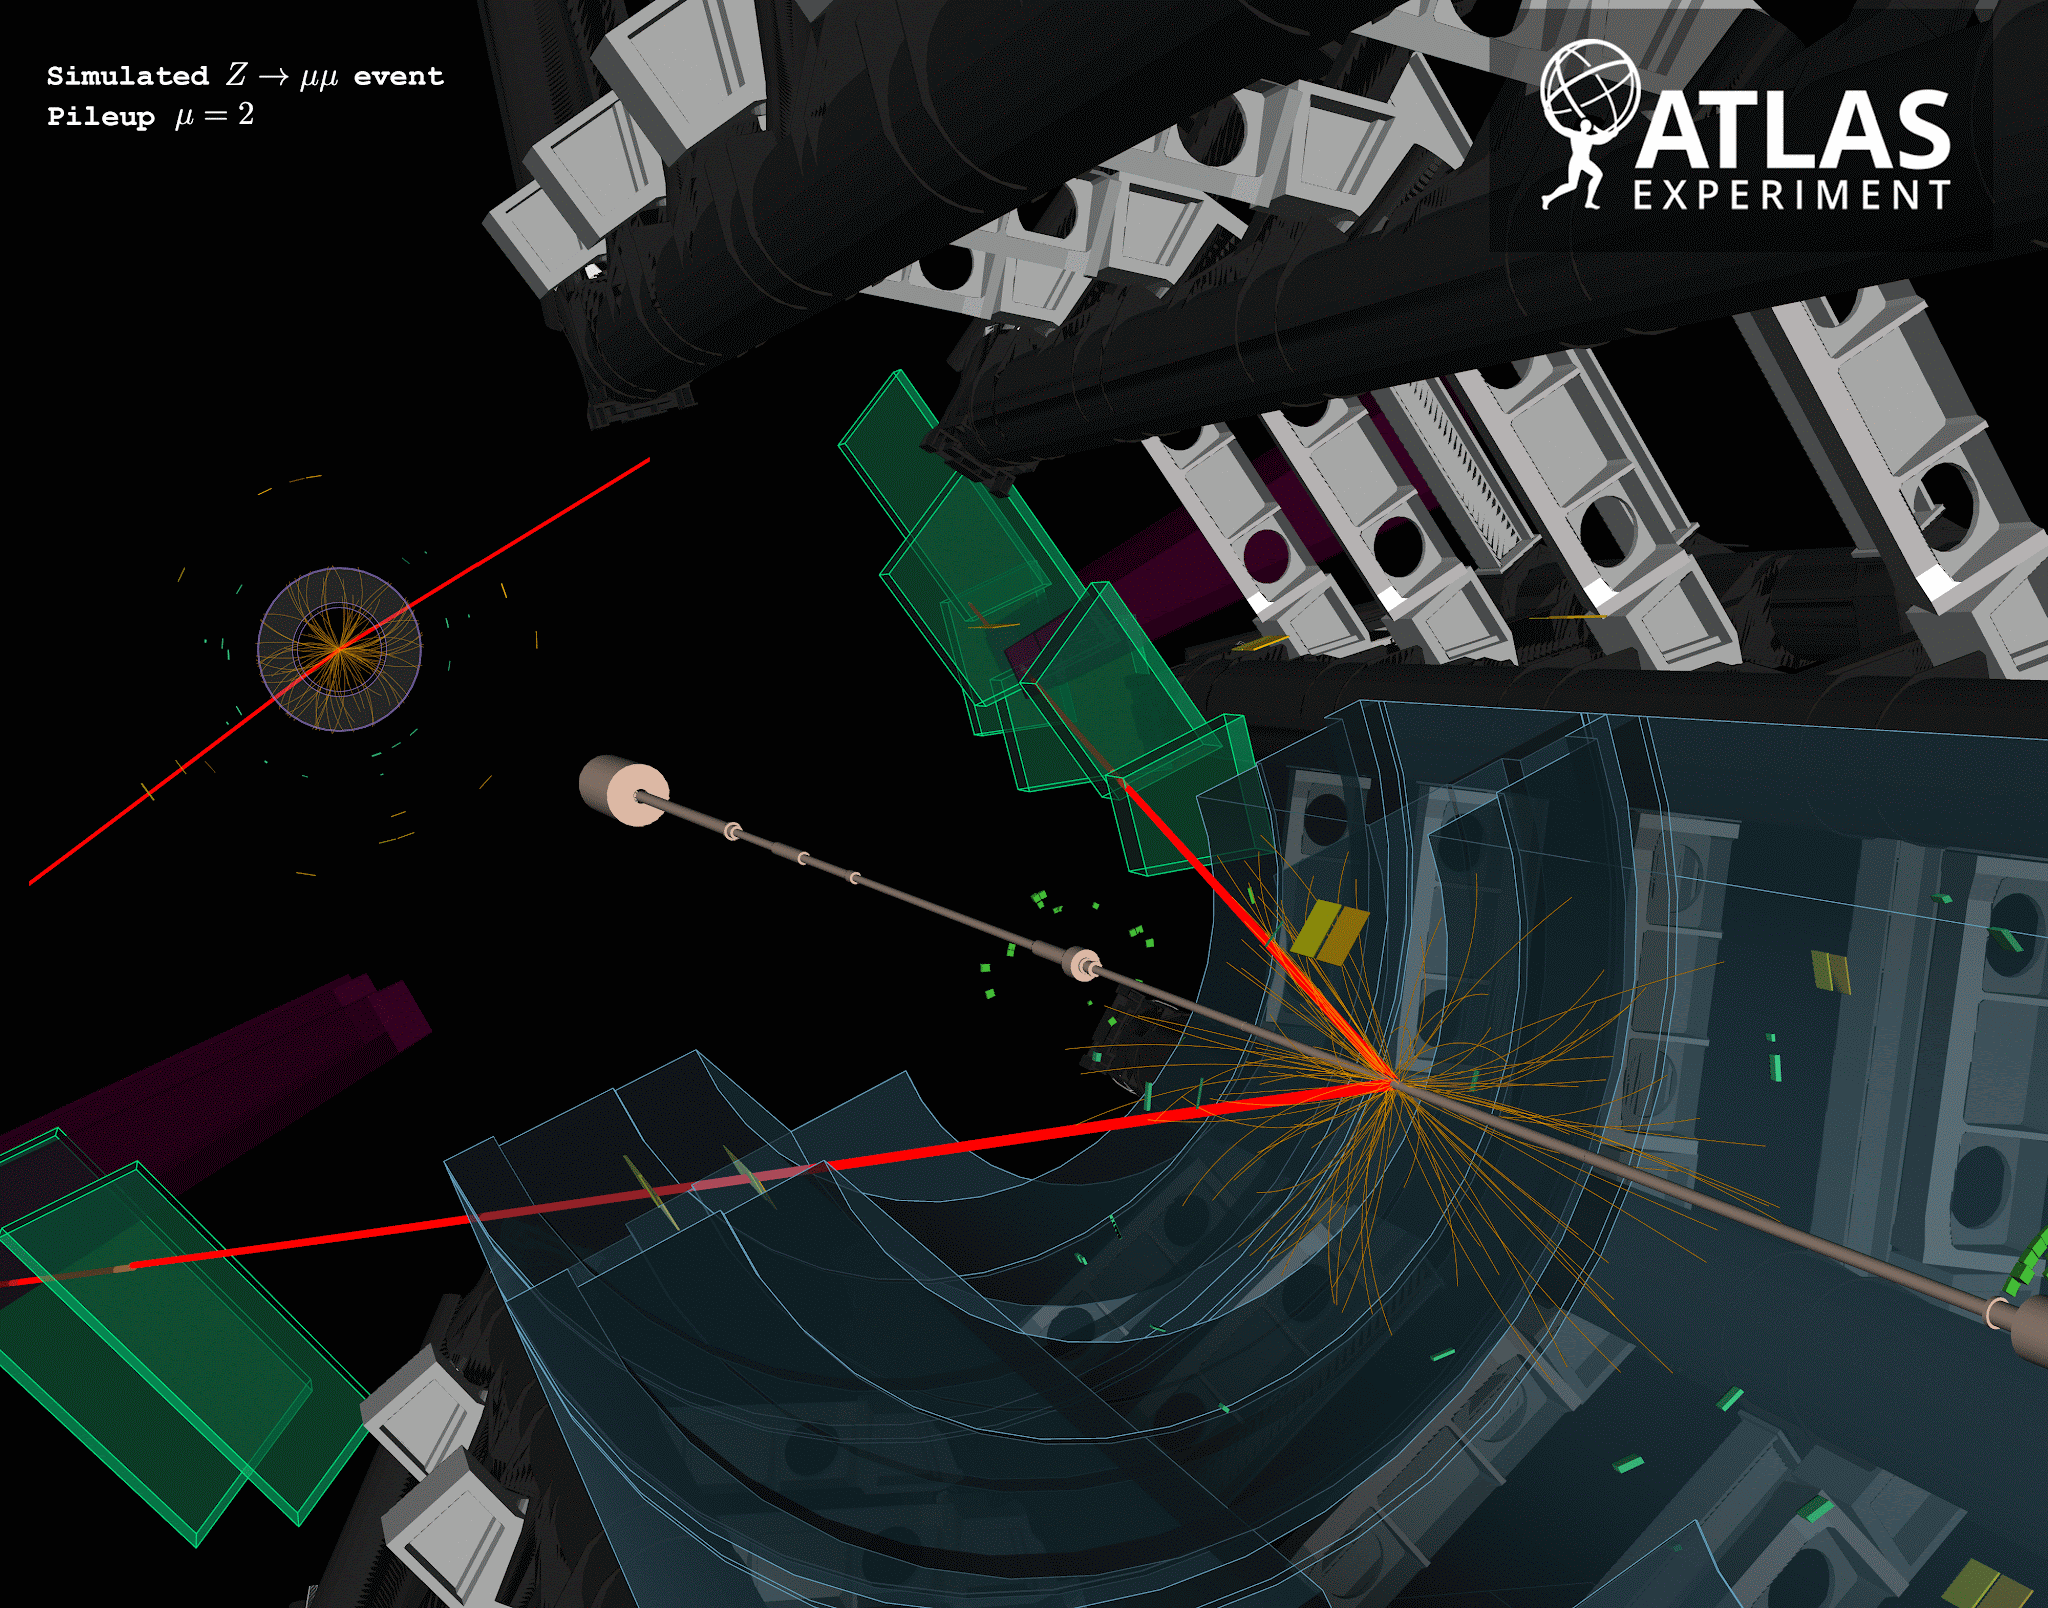 Simulated Z → μμ event
Pileup μ = 2
ATLAS
EXPERIMENT